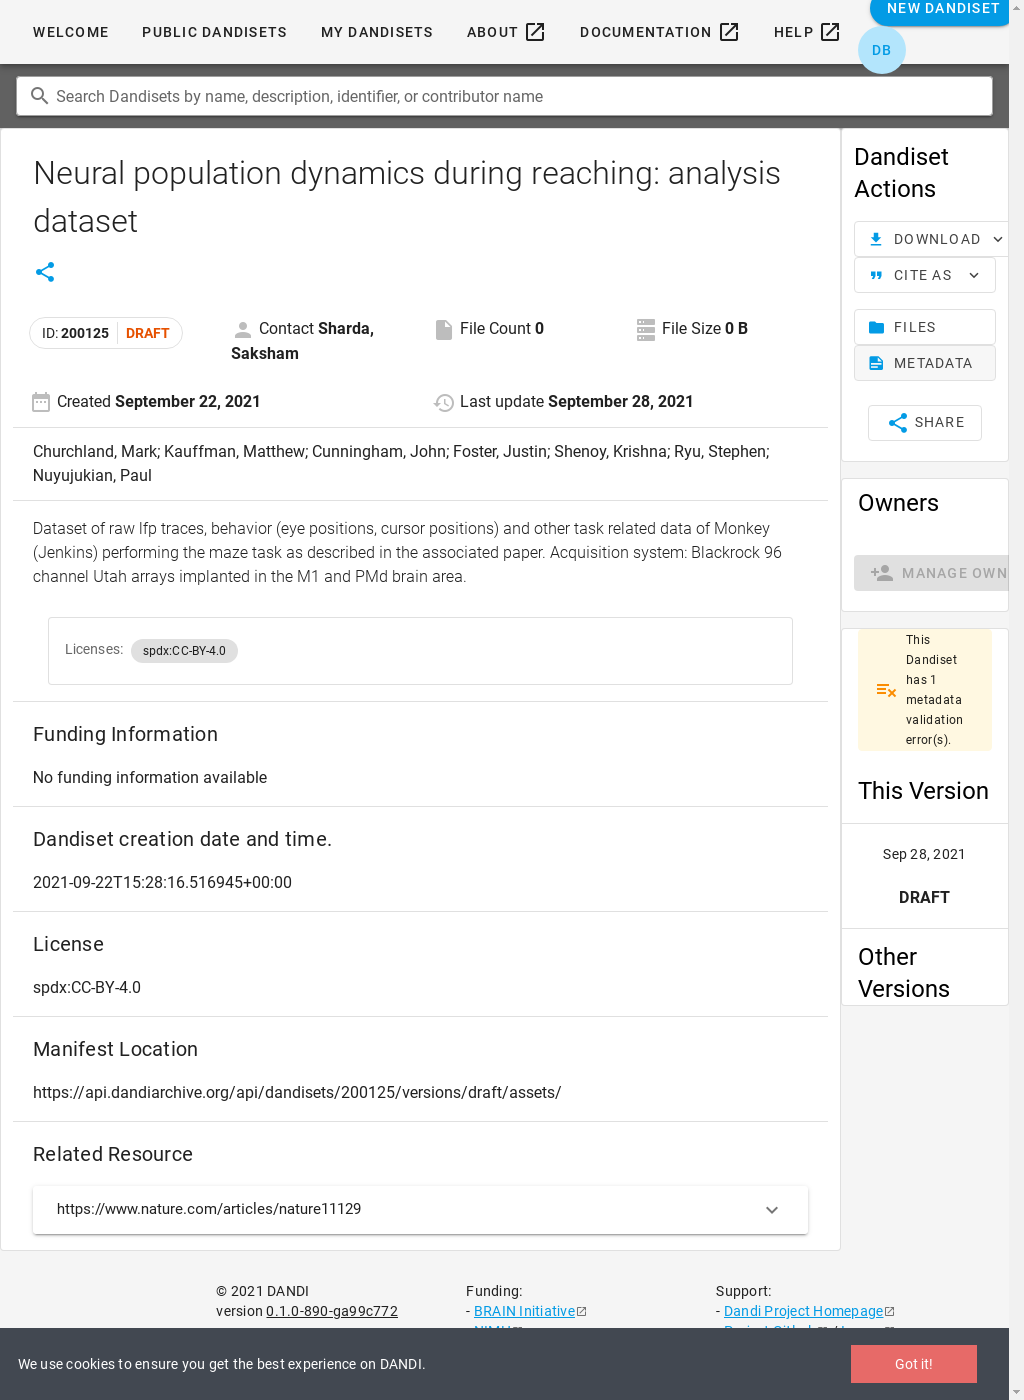 WELCOME
PUBLIC DANDISETS
MY DANDISETS
ABOUT
DOCUMENTATION
HELP
NEW DANDISET
DB
Search Dandisets by name, description, identifier, or contributor name
Neural population dynamics during reaching: analysis
dataset
ID: 200125 DRAFT
Contact Sharda,
Saksham
File Count 0
File Size 0 B
Created September 22, 2021
Last update September 28, 2021
Churchland, Mark; Kauffman, Matthew; Cunningham, John; Foster, Justin; Shenoy, Krishna; Ryu, Stephen;
Nuyujukian, Paul
Dataset of raw lfp traces, behavior (eye positions, cursor positions) and other task related data of Monkey
(Jenkins) performing the maze task as described in the associated paper. Acquisition system: Blackrock 96
channel Utah arrays implanted in the M1 and PMd brain area.
Licenses: spdx:CC-BY-4.0
Funding Information
No funding information available
Dandiset creation date and time.
2021-09-22T15:28:16.516945+00:00
License
spdx:CC-BY-4.0
Manifest Location
https://api.dandiarchive.org/api/dandisets/200125/versions/draft/assets/
Related Resource
https://www.nature.com/articles/nature11129
Dandiset
Actions
DOWNLOAD
CITE AS
FILES
METADATA
SHARE
Owners
MANAGE OWN
This
Dandiset
has 1
metadata
validation
error(s).
This Version
Sep 28, 2021
DRAFT
Other
Versions
© 2021 DANDI
version 0.1.0-890-ga99c772
Funding:
- BRAIN Initiative
Support:
- Dandi Project Homepage
We use cookies to ensure you get the best experience on DANDI.
Got it!